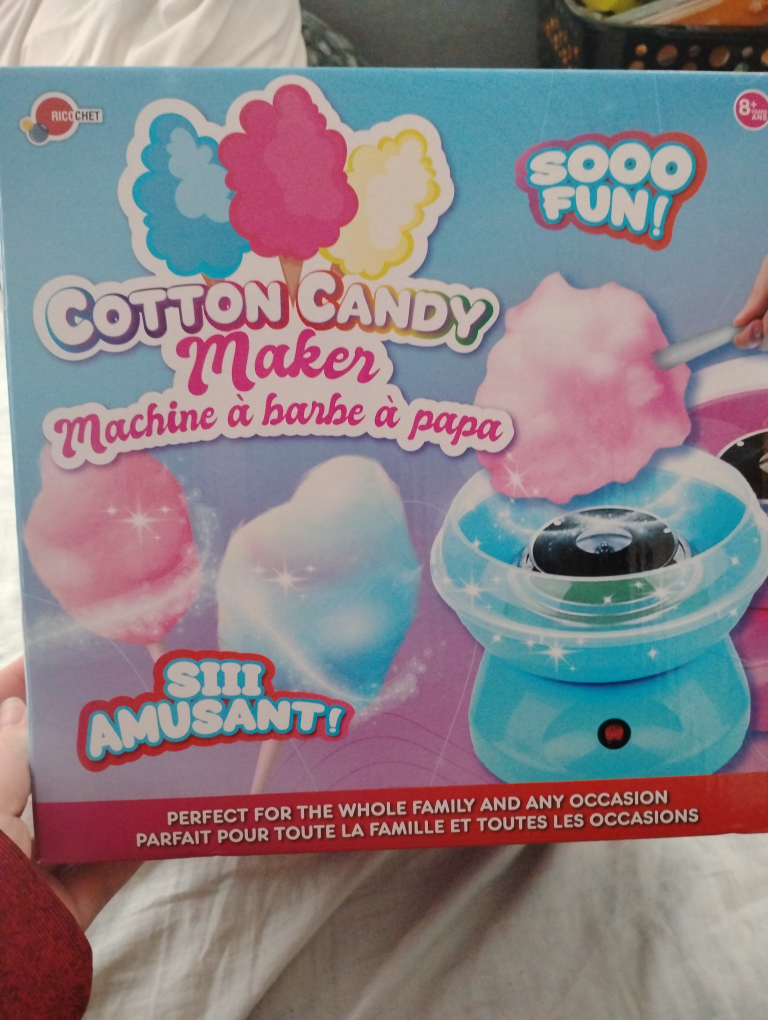 RICOCHET
8+
SOOO
FUN!
COTTON CANDY
Maker
Machine à barbe à papa
SIII
AMUSANT!
PERFECT FOR THE WHOLE FAMILY AND ANY OCCASION
PARFAIT POUR TOUTE LA FAMILLE ET TOUTES LES OCCASIONS